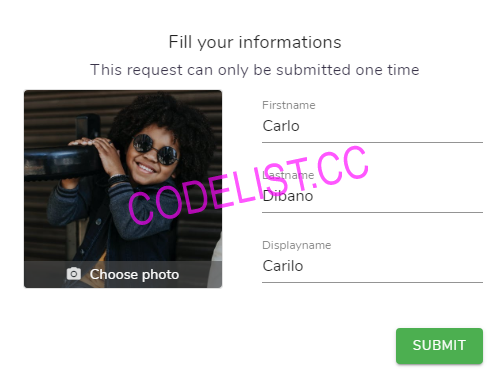 Fill your informations
This request can only be submitted one time
Firstname
Carlo
Lastname
Dibano
Displayname
Carilo
Choose photo
SUBMIT
CODELIST.CC